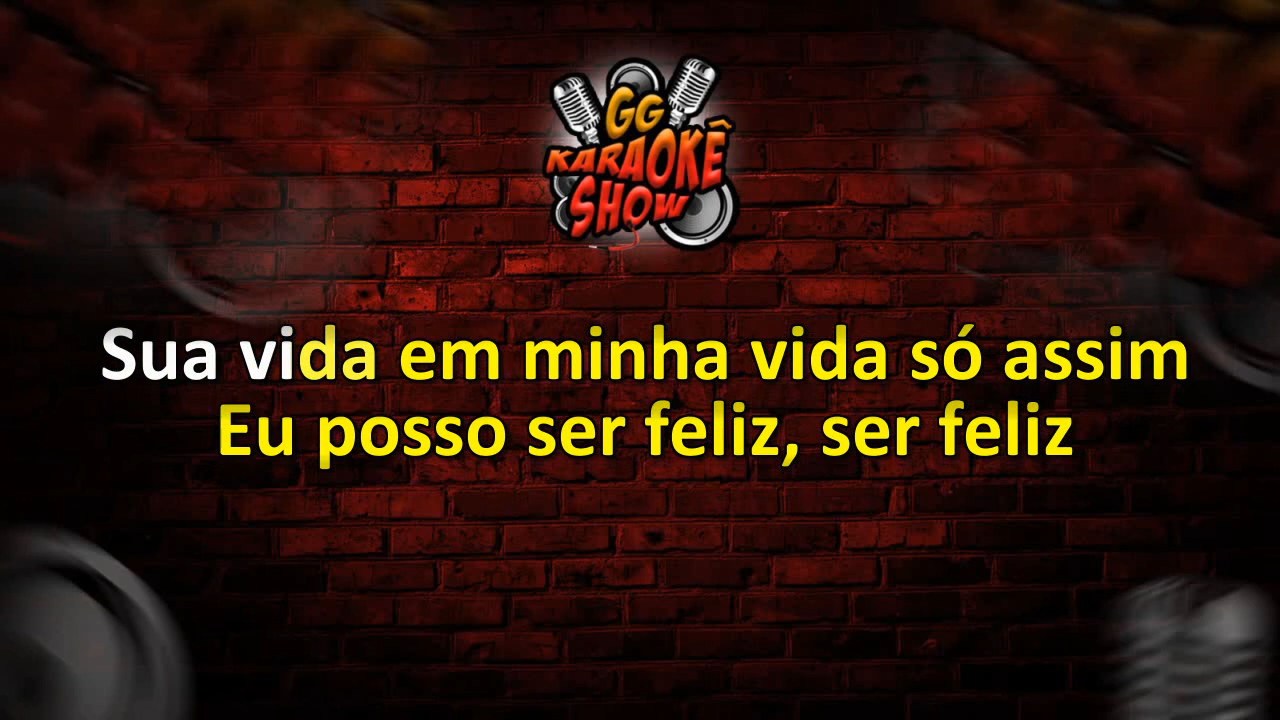 GG
KARAOKÊ
SHOW
Sua vida em minha vida só assim
Eu posso ser feliz, ser feliz